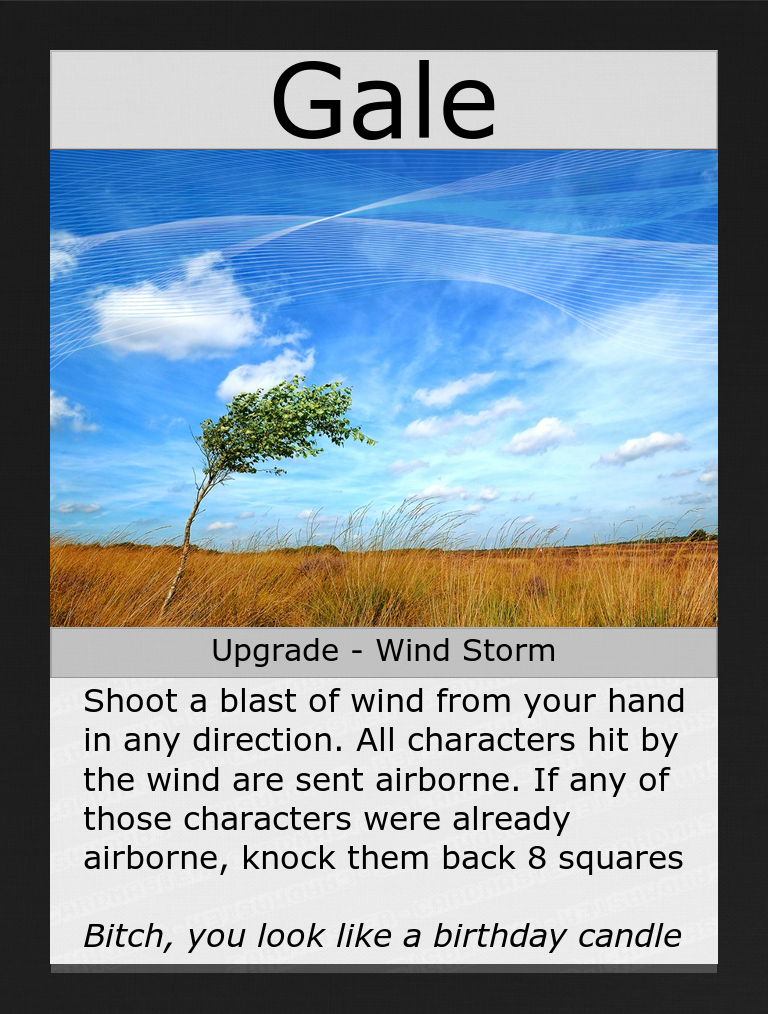 Gale
Upgrade - Wind Storm
Shoot a blast of wind from your hand
in any direction. All characters hit by
the wind are sent airborne. If any of
those characters were already
airborne, knock them back 8 squares
Bitch, you look like a birthday candle